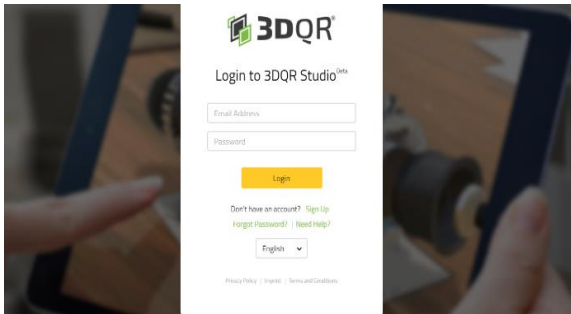 3DQR®
Login to 3DQR Studio Beta
Email Address
Password
Login
Don't have an account? Sign Up
Forgot Password? | Need Help?
English
Privacy Policy | Imprint | Terms and Conditions